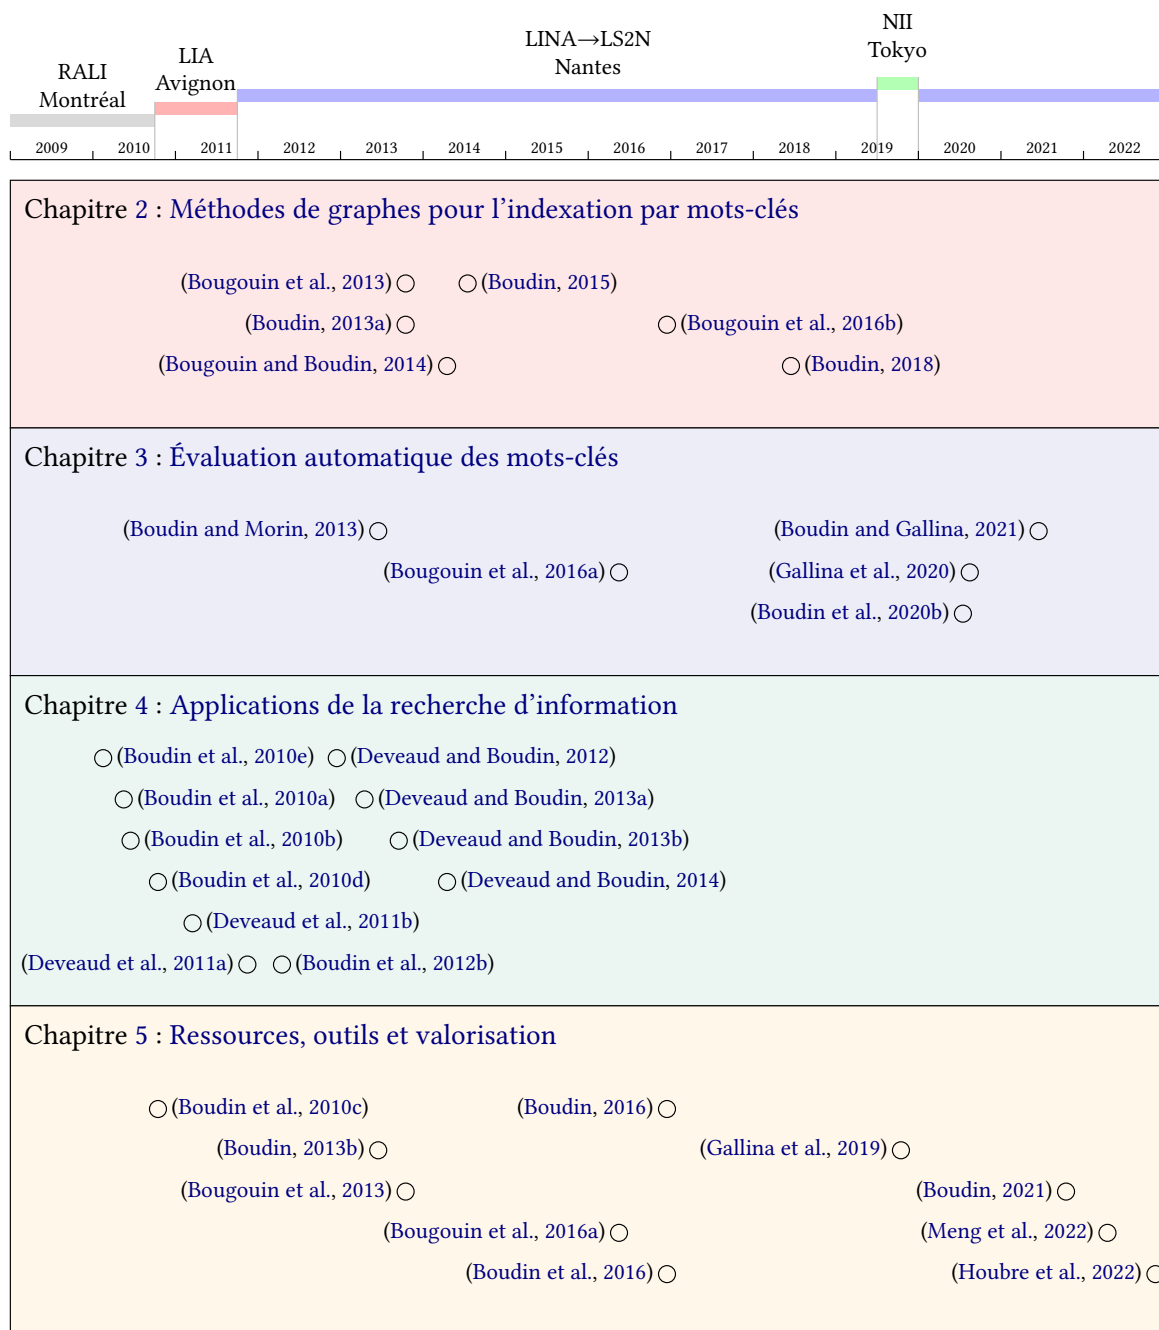 NII
Tokyo
LINA→LS2N
Nantes
LIA
Avignon
RALI
Montréal
2009 2010 2011 2012 2013 2014 2015 2016 2017 2018 2019 2020 2021 2022
Chapitre 2 : Méthodes de graphes pour l'indexation par mots-clés
(Bougouin et al., 2013) (Boudin, 2015)
(Boudin, 2013a) (Bougouin et al., 2016b)
(Bougouin and Boudin, 2014) (Boudin, 2018)
Chapitre 3 : Évaluation automatique des mots-clés
(Boudin and Morin, 2013) (Boudin and Gallina, 2021)
(Bougouin et al., 2016a) (Gallina et al., 2020)
(Boudin et al., 2020b)
Chapitre 4 : Applications de la recherche d'information
(Boudin et al., 2010e) (Deveaud and Boudin, 2012)
(Boudin et al., 2010a) (Deveaud and Boudin, 2013a)
(Boudin et al., 2010b) (Deveaud and Boudin, 2013b)
(Boudin et al., 2010d) (Deveaud and Boudin, 2014)
(Deveaud et al., 2011b)
(Deveaud et al., 2011a) (Boudin et al., 2012b)
Chapitre 5 : Ressources, outils et valorisation
(Boudin et al., 2010c) (Boudin, 2016)
(Boudin, 2013b) (Gallina et al., 2019)
(Bougouin et al., 2013) (Boudin, 2021)
(Bougouin et al., 2016a) (Meng et al., 2022)
(Boudin et al., 2016) (Houbre et al., 2022)